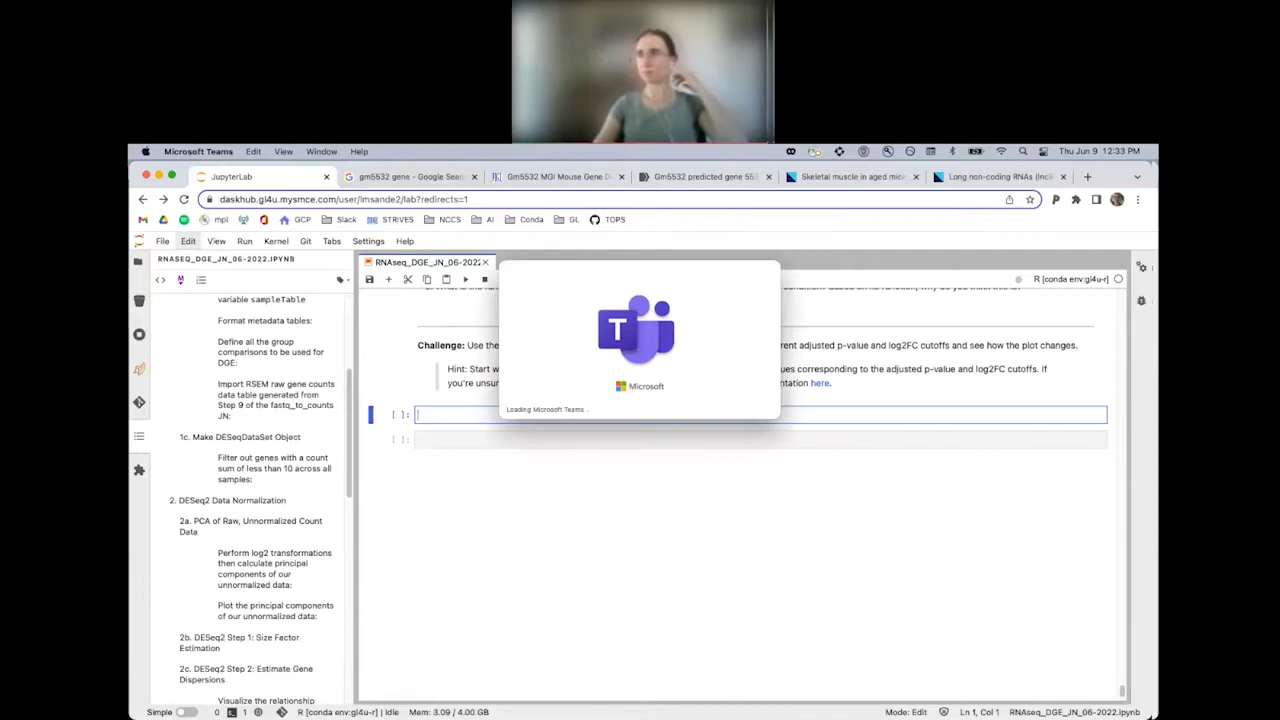 Microsoft Teams Edit View Window Help Thu Jun 9 12:33 PM
JupyterLab gm5532 gene - Google Sear Gm5532 MGI Mouse Gene D Gm5532 predicted gene 553 Skeletal muscle in aged mice Long non-coding RNAs (lncR
daskhub.gl4u.mysmce.com/user/lmsande2/lab?redirects=1
mpl GCP Slack STRIVES NCCS AI Conda GL TOPS
File Edit View Run Kernel Git Tabs Settings Help
RNASEQ_DGE_JN_06-2022.IPYNB
variable sampleTable
Format metadata tables:
Define all the group
comparisons to be used for
DGE:
Import RSEM raw gene counts
data table generated from
Step 9 of the fastq_to_counts
JN:
1c. Make DESeqDataSet Object
Filter out genes with a count
sum of less than 10 across all
samples:
2. DESeq2 Data Normalization
2a. PCA of Raw, Unnormalized Count
Data
Perform log2 transformations
then calculate principal
components of our
unnormalized data:
Plot the principal components
of our unnormalized data:
2b. DESeq2 Step 1: Size Factor
Estimation
2c. DESeq2 Step 2: Estimate Gene
Dispersions
Visualize the relationship
RNAseq_DGE_JN_06-2022
R [conda env:gl4u-r]
Challenge: Use the rent adjusted p-value and log2FC cutoffs and see how the plot changes.
Hint: Start w ues corresponding to the adjusted p-value and log2FC cutoffs. If
you're unsur ntation here.
[ ]:
[ ]:
T
Microsoft
Loading Microsoft Teams .
Simple 0 1 R [conda env:gl4u-r] | Idle Mem: 3.09 / 4.00 GB Mode: Edit Ln 1, Col 1 RNAseq_DGE_JN_06-2022.ipynb